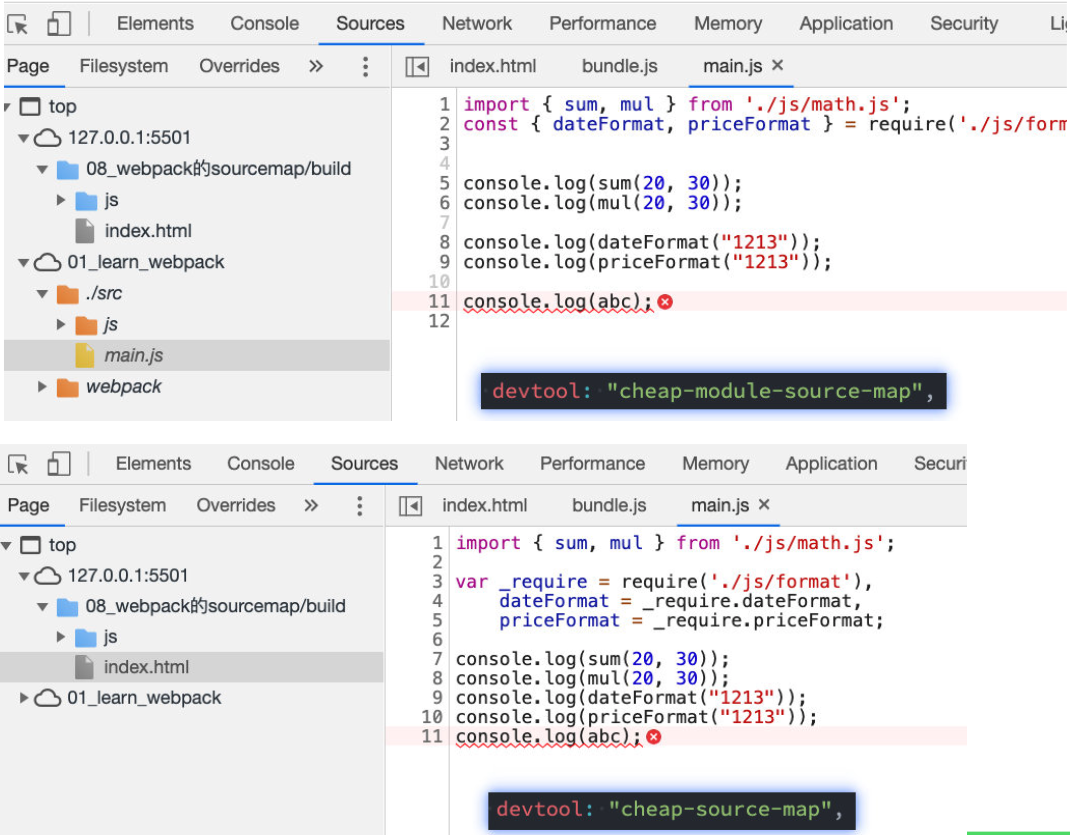 Elements Console Sources Network Performance Memory Application Security Li
Page Filesystem Overrides » index.html bundle.js main.js ×
top
127.0.0.1:5501
08_webpack的sourcemap/build
js
index.html
01_learn_webpack
./src
js
main.js
webpack
1 import { sum, mul } from './js/math.js';
2 const { dateFormat, priceFormat } = require('./js/form
3
4
5 console.log(sum(20, 30));
6 console.log(mul(20, 30));
7
8 console.log(dateFormat("1213"));
9 console.log(priceFormat("1213"));
10
11 console.log(abc);
12
devtool: "cheap-module-source-map",
Elements Console Sources Network Performance Memory Application Securi
Page Filesystem Overrides » index.html bundle.js main.js ×
top
127.0.0.1:5501
08_webpack的sourcemap/build
js
index.html
01_learn_webpack
1 import { sum, mul } from './js/math.js';
2
3 var _require = require('./js/format'),
4     dateFormat = _require.dateFormat,
5     priceFormat = _require.priceFormat;
6
7 console.log(sum(20, 30));
8 console.log(mul(20, 30));
9 console.log(dateFormat("1213"));
10 console.log(priceFormat("1213"));
11 console.log(abc);
devtool: "cheap-source-map",